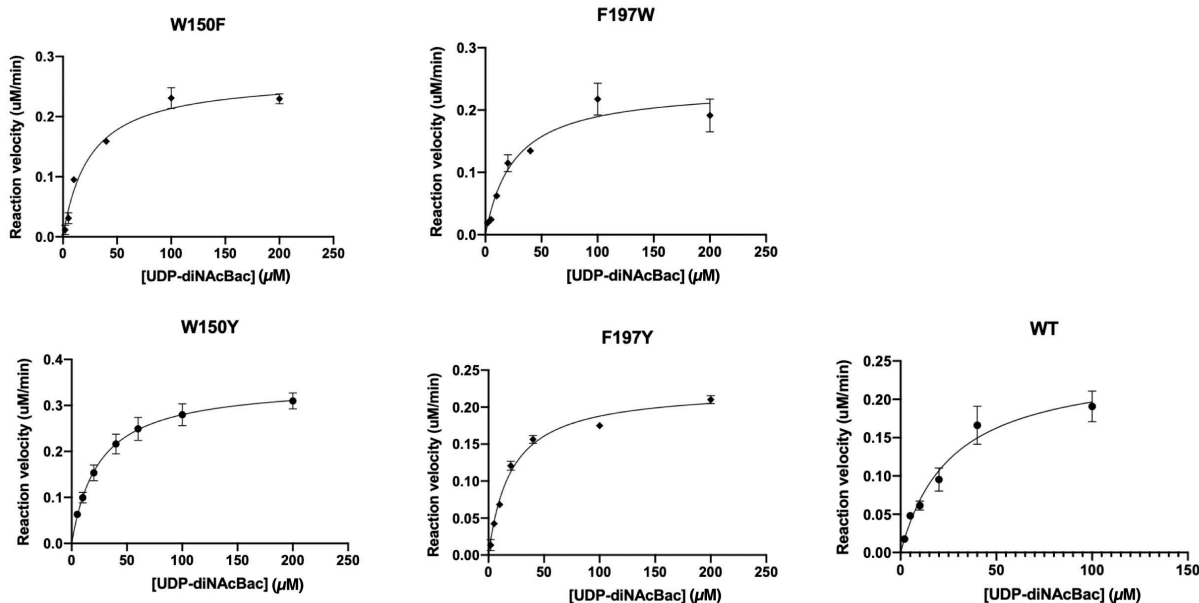 W150F
Reaction velocity (uM/min)
0.3
0.2
0.1
0.0
0 50 100 150 200 250
[UDP-diNAcBac] (µM)
F197W
Reaction velocity (uM/min)
0.3
0.2
0.1
0.0
0 50 100 150 200 250
[UDP-diNAcBac] (µM)
W150Y
Reaction velocity (uM/min)
0.4
0.3
0.2
0.1
0.0
0 50 100 150 200 250
[UDP-diNAcBac] (µM)
F197Y
Reaction velocity (uM/min)
0.25
0.20
0.15
0.10
0.05
0.00
0 50 100 150 200 250
[UDP-diNAcBac] (µM)
WT
Reaction velocity (uM/min)
0.25
0.20
0.15
0.10
0.05
0.00
0 50 100 150
[UDP-diNAcBac] (µM)